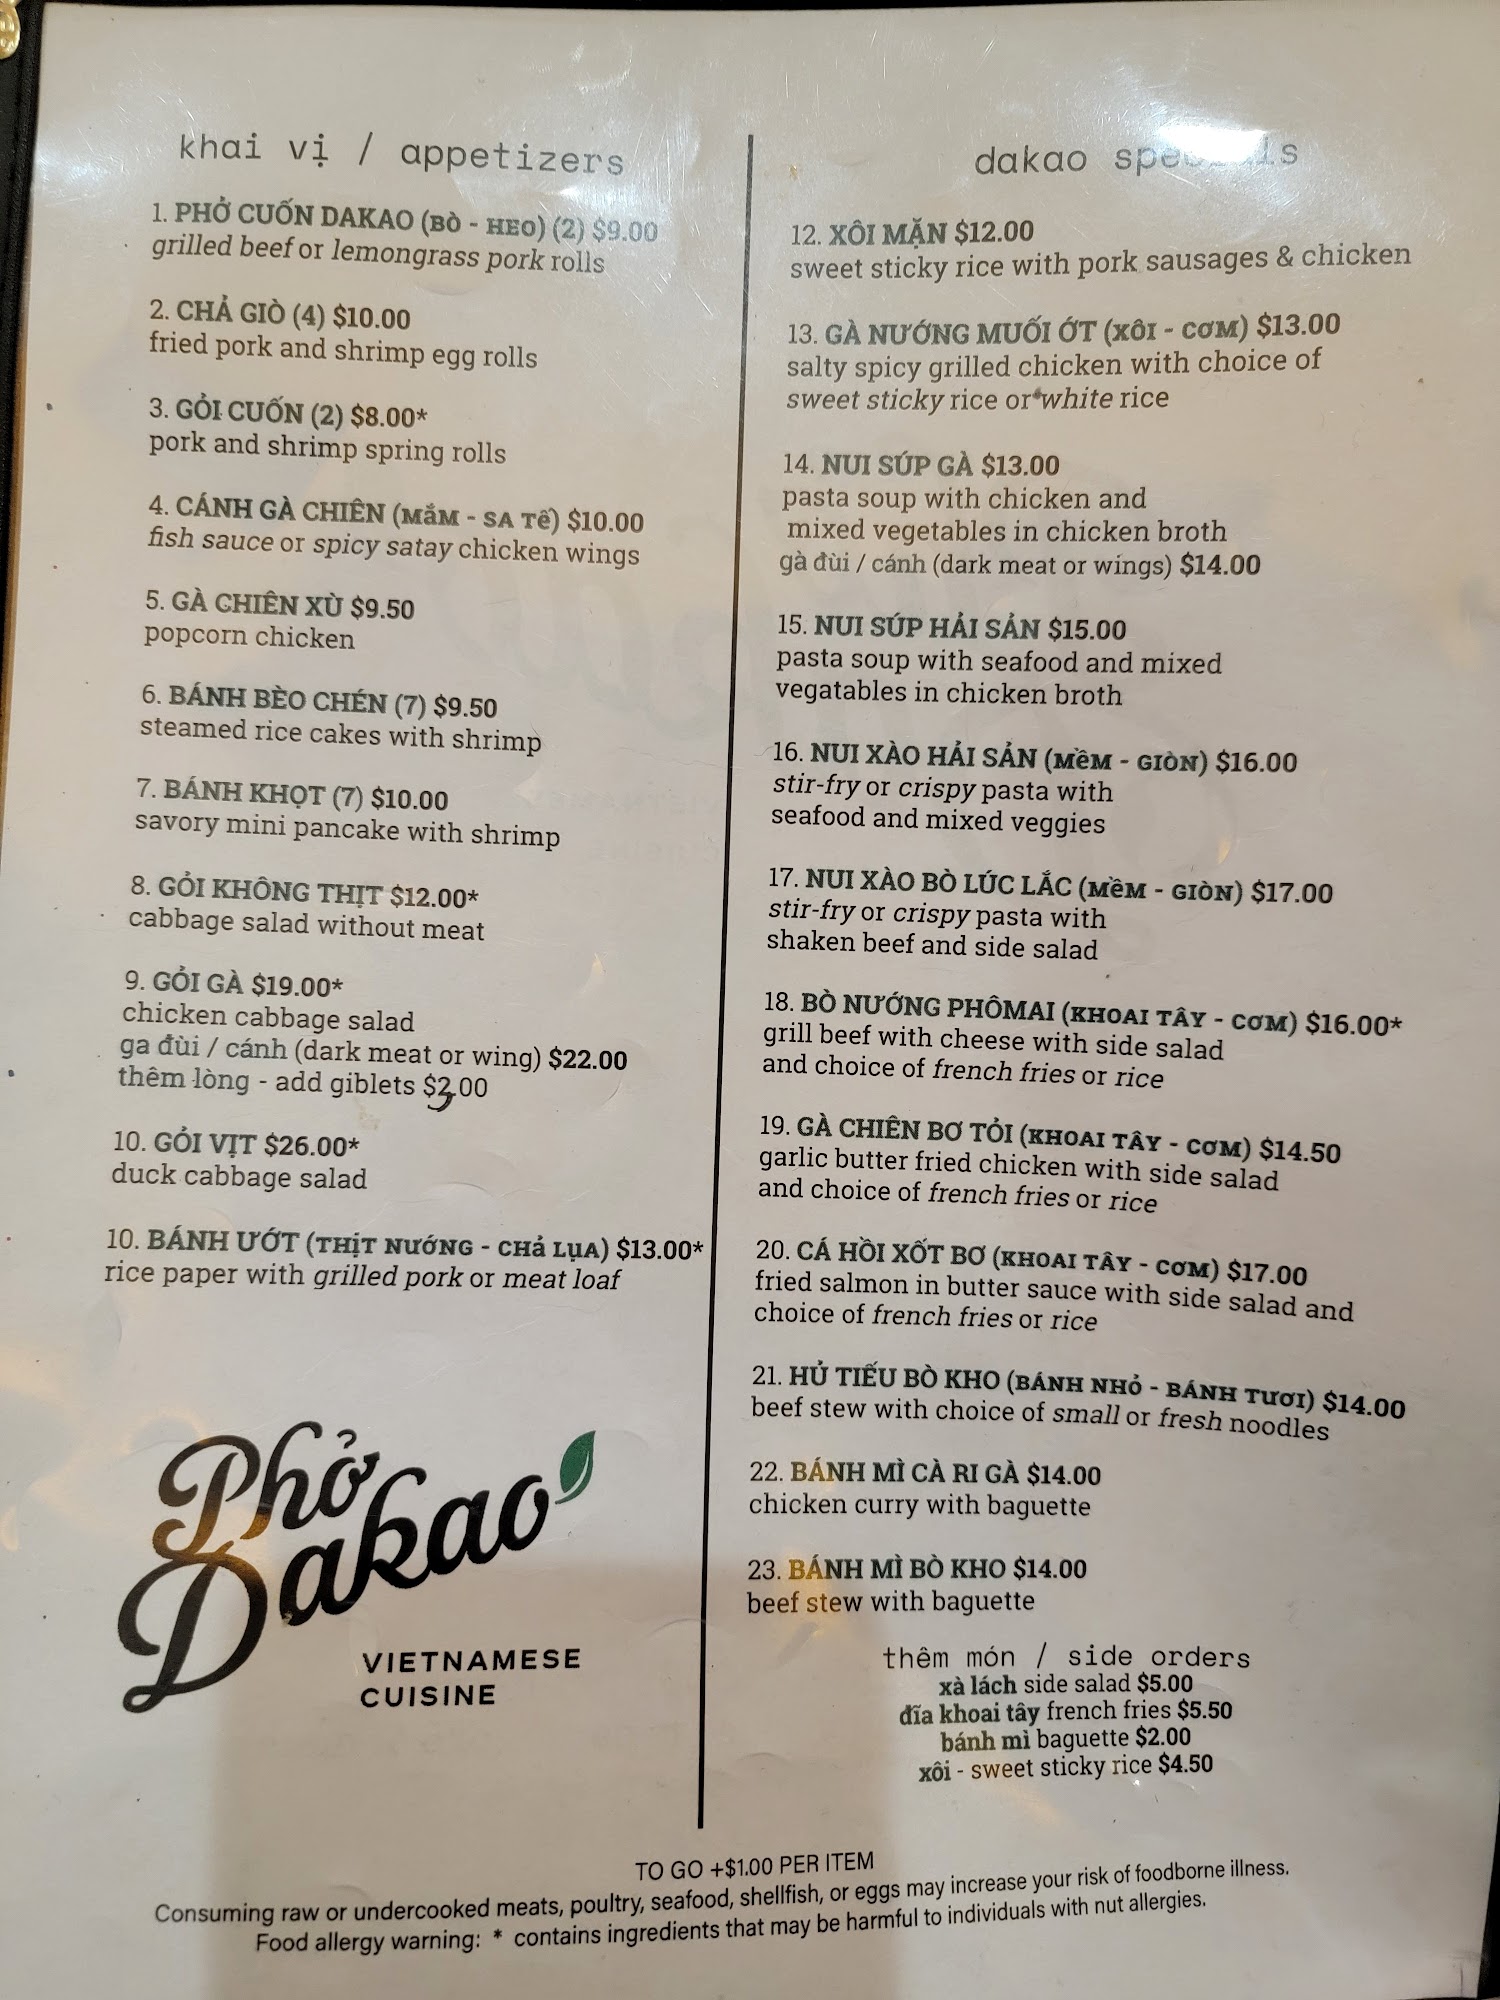 khai vị / appetizers
1. PHỞ CUỐN DAKAO (BÒ - HEO) (2) $9.00
grilled beef or lemongrass pork rolls
2. CHẢ GIÒ (4) $10.00
fried pork and shrimp egg rolls
3. GỎI CUỐN (2) $8.00*
pork and shrimp spring rolls
4. CÁNH GÀ CHIÊN (MắM - SA Tế) $10.00
fish sauce or spicy satay chicken wings
5. GÀ CHIÊN XÙ $9.50
popcorn chicken
6. BÁNH BÈO CHÉN (7) $9.50
steamed rice cakes with shrimp
7. BÁNH KHỌT (7) $10.00
savory mini pancake with shrimp
8. GỎI KHÔNG THỊT $12.00*
cabbage salad without meat
9. GỎI GÀ $19.00*
chicken cabbage salad
ga đùi / cánh (dark meat or wing) $22.00
thêm lòng - add giblets $3.00
10. GỎI VỊT $26.00*
duck cabbage salad
10. BÁNH ƯỚT (THịT NướNG - CHả LụA) $13.00*
rice paper with grilled pork or meat loaf
Phở
Dakao
VIETNAMESE
CUISINE
dakao specials
12. XÔI MẶN $12.00
sweet sticky rice with pork sausages & chicken
13. GÀ NƯỚNG MUỐI ỚT (XÔI - CƠM) $13.00
salty spicy grilled chicken with choice of
sweet sticky rice or white rice
14. NUI SÚP GÀ $13.00
pasta soup with chicken and
mixed vegetables in chicken broth
gà đùi / cánh (dark meat or wings) $14.00
15. NUI SÚP HẢI SẢN $15.00
pasta soup with seafood and mixed
vegatables in chicken broth
16. NUI XÀO HẢI SẢN (MềM - GIÒN) $16.00
stir-fry or crispy pasta with
seafood and mixed veggies
17. NUI XÀO BÒ LÚC LẮC (MềM - GIÒN) $17.00
stir-fry or crispy pasta with
shaken beef and side salad
18. BÒ NƯỚNG PHÔMAI (KHOAI TÂY - CƠM) $16.00*
grill beef with cheese with side salad
and choice of french fries or rice
19. GÀ CHIÊN BƠ TỎI (KHOAI TÂY - CƠM) $14.50
garlic butter fried chicken with side salad
and choice of french fries or rice
20. CÁ HỒI XỐT BƠ (KHOAI TÂY - CƠM) $17.00
fried salmon in butter sauce with side salad and
choice of french fries or rice
21. HỦ TIẾU BÒ KHO (BÁNH NHỏ - BÁNH TươI) $14.00
beef stew with choice of small or fresh noodles
22. BÁNH MÌ CÀ RI GÀ $14.00
chicken curry with baguette
23. BÁNH MÌ BÒ KHO $14.00
beef stew with baguette
thêm món / side orders
xà lách side salad $5.00
đĩa khoai tây french fries $5.50
bánh mì baguette $2.00
xôi - sweet sticky rice $4.50
TO GO +$1.00 PER ITEM
Consuming raw or undercooked meats, poultry, seafood, shellfish, or eggs may increase your risk of foodborne illness.
Food allergy warning: * contains ingredients that may be harmful to individuals with nut allergies.